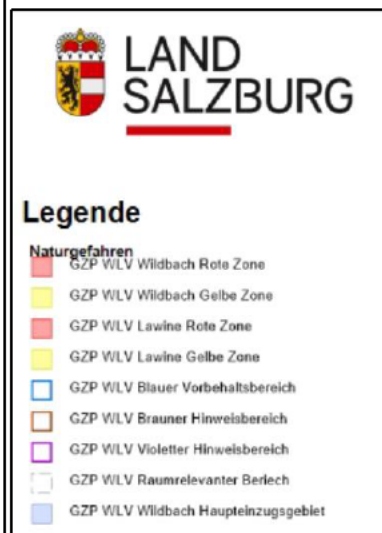 LAND
SALZBURG
Legende
Naturgefahren
GZP WLV Wildbach Rote Zone
GZP WLV Wildbach Gelbe Zone
GZP WLV Lawine Rote Zone
GZP WLV Lawine Gelbe Zone
GZP WLV Blauer Vorbehaltsbereich
GZP WLV Brauner Hinweisbereich
GZP WLV Violetter Hinweisbereich
GZP WLV Raumrelevanter Beriech
GZP WLV Wildbach Haupteinzugsgebiet